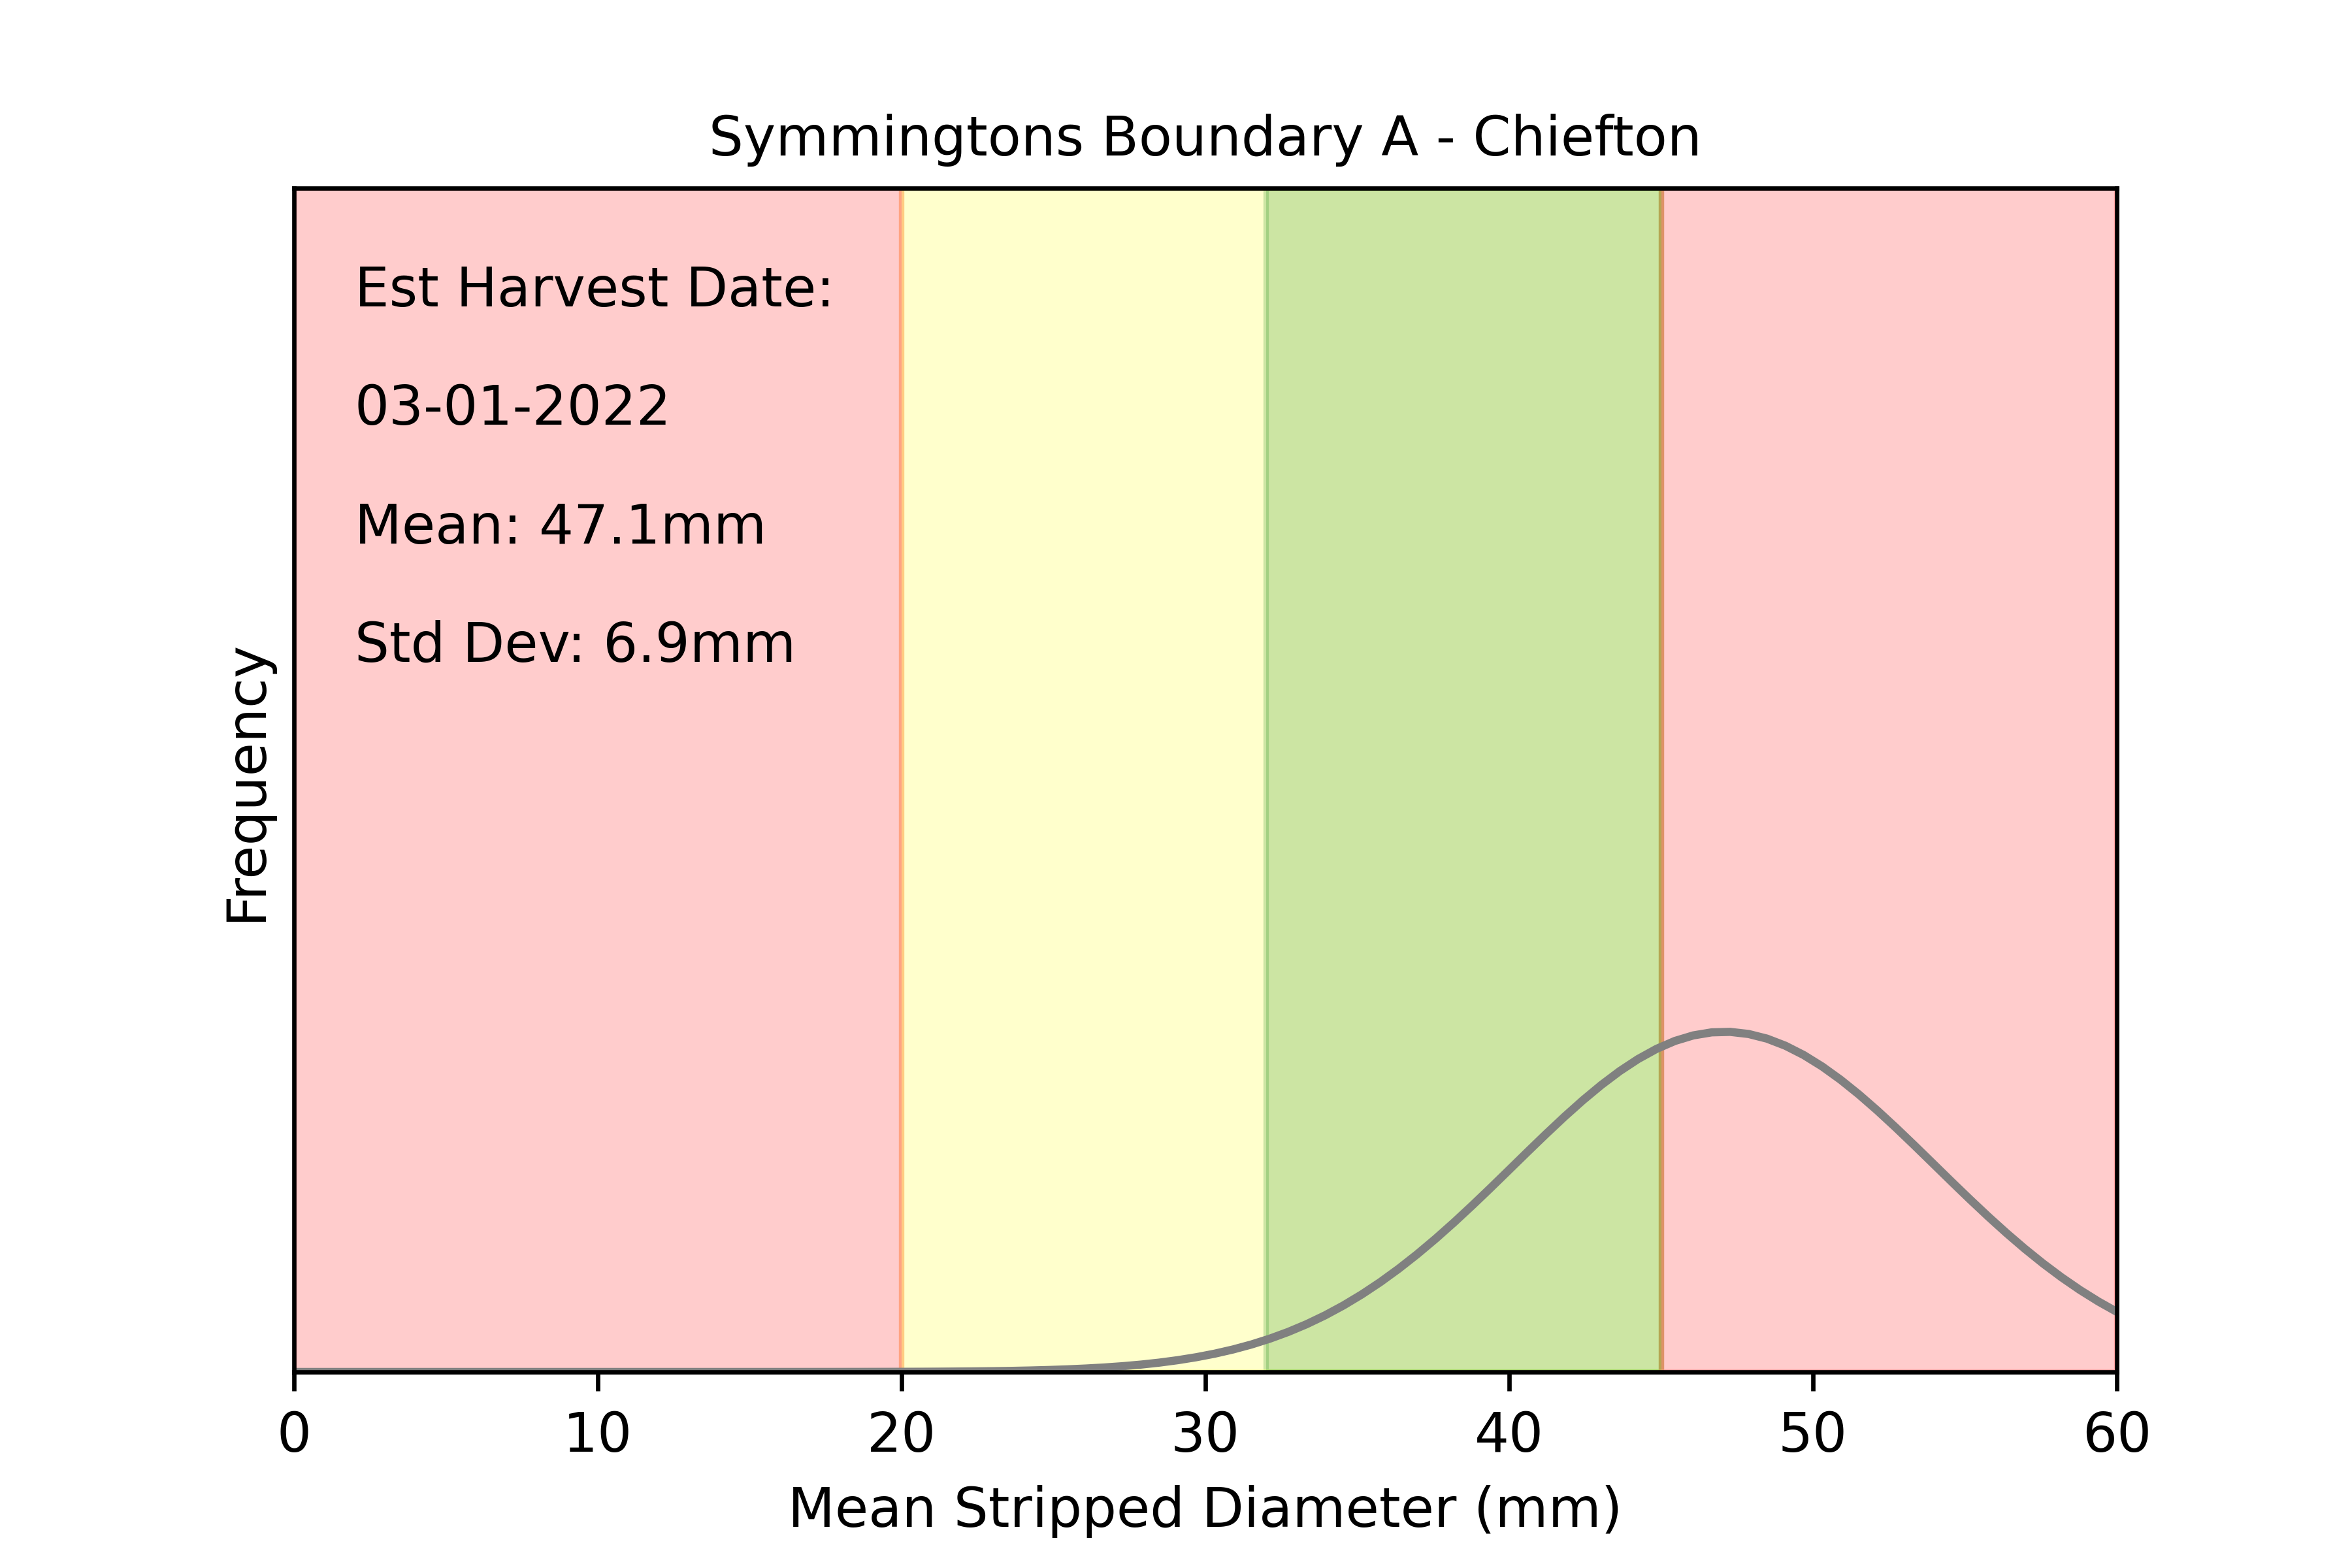 Symmingtons Boundary A - Chiefton
Est Harvest Date:
03-01-2022
Mean: 47.1mm
Std Dev: 6.9mm
Frequency
0 10 20 30 40 50 60
Mean Stripped Diameter (mm)